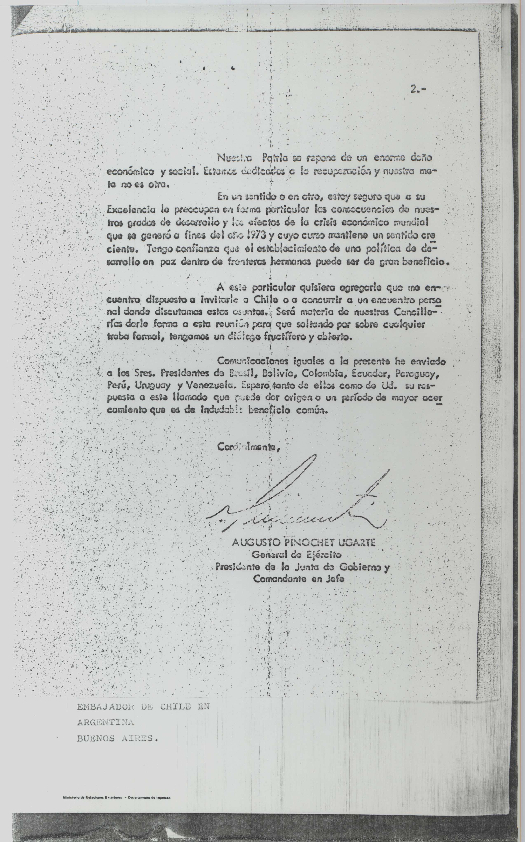 2.-
Nuestra Patria se repone de un enorme daño
económico y social. Estamos dedicados a la recuperación y nuestra me-
ta no es otra.
En un sentido o en otro, estoy seguro que a su
Excelencia le preocupan en forma particular las consecuencias de nues-
tros grados de desarrollo y los efectos de la crisis económica mundial
que se generó a fines del año 1973 y cuyo curso mantiene un sentido cre
ciente. Tengo confianza que el establecimiento de una política de de-
sarrollo en paz dentro de fronteras hermanas puede ser de gran beneficio.
A este particular quisiera agregarle que me en-
cuentro dispuesto a invitarle a Chile o a concurrir a un encuentro perso
nal donde discutamos estos asuntos. Será materia de nuestras Cancille-
rías darle forma a esta reunión para que saltando por sobre cualquier
traba formal, tengamos un diálogo fructífero y abierto.
Comunicaciones iguales a la presente he enviado
a los Sres. Presidentes de Brasil, Bolivia, Colombia, Ecuador, Paraguay,
Perú, Uruguay y Venezuela. Espero tanto de ellos como de Ud. su res-
puesta a este llamado que puede dar origen a un período de mayor acer
camiento que es de indudable beneficio común.
Cordialmente,
AUGUSTO PINOCHET UGARTE
General de Ejército
Presidente de la Junta de Gobierno y
Comandante en Jefe
EMBAJADOR DE CHILE EN
ARGENTINA
BUENOS AIRES.
Ministerio de Relaciones Exteriores - Departamento de